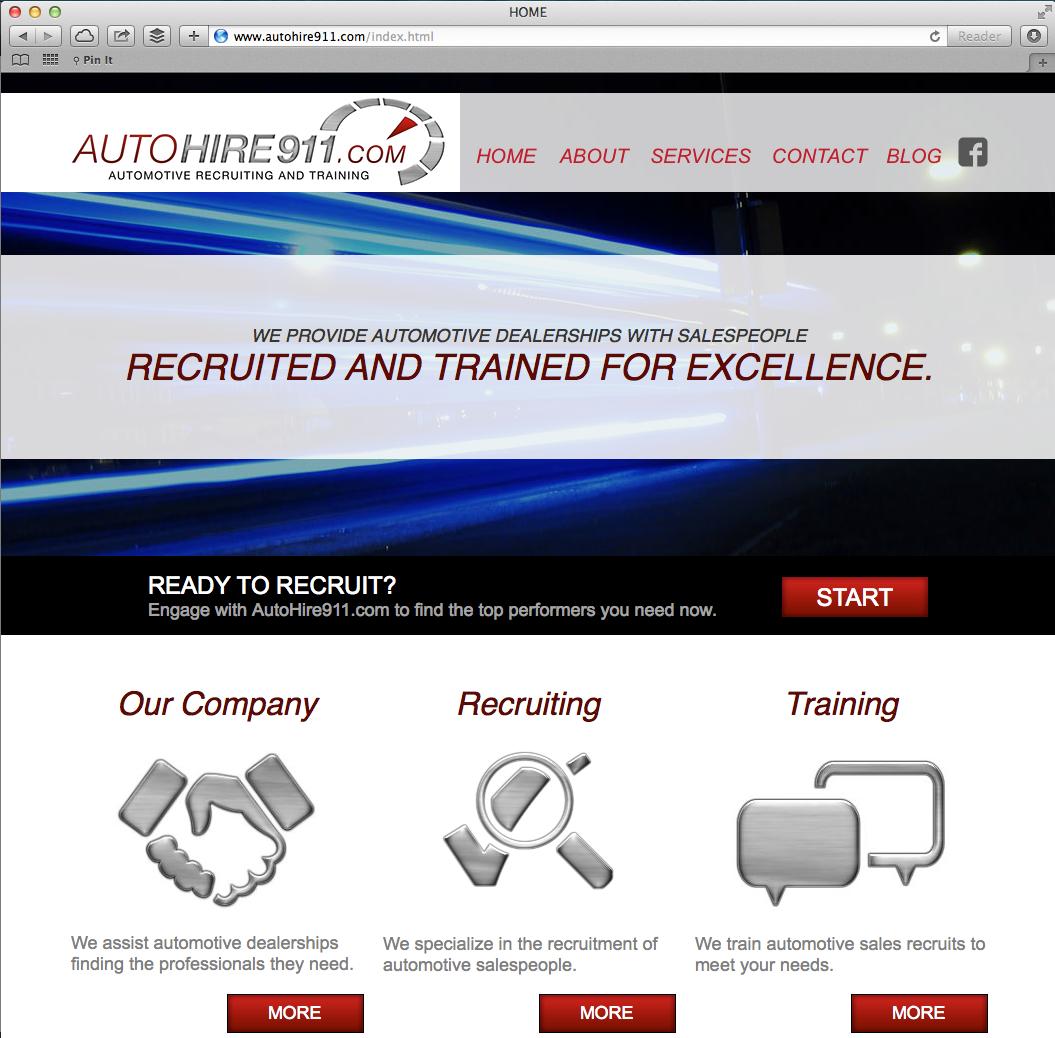 HOME
www.autohire911.com/index.html
Reader
Pin It
AUTOHIRE911.COM
AUTOMOTIVE RECRUITING AND TRAINING
HOME ABOUT SERVICES CONTACT BLOG f
WE PROVIDE AUTOMOTIVE DEALERSHIPS WITH SALESPEOPLE
RECRUITED AND TRAINED FOR EXCELLENCE.
READY TO RECRUIT?
Engage with AutoHire911.com to find the top performers you need now.
START
Our Company
Recruiting
Training
We assist automotive dealerships
finding the professionals they need.
We specialize in the recruitment of
automotive salespeople.
We train automotive sales recruits to
meet your needs.
MORE
MORE
MORE